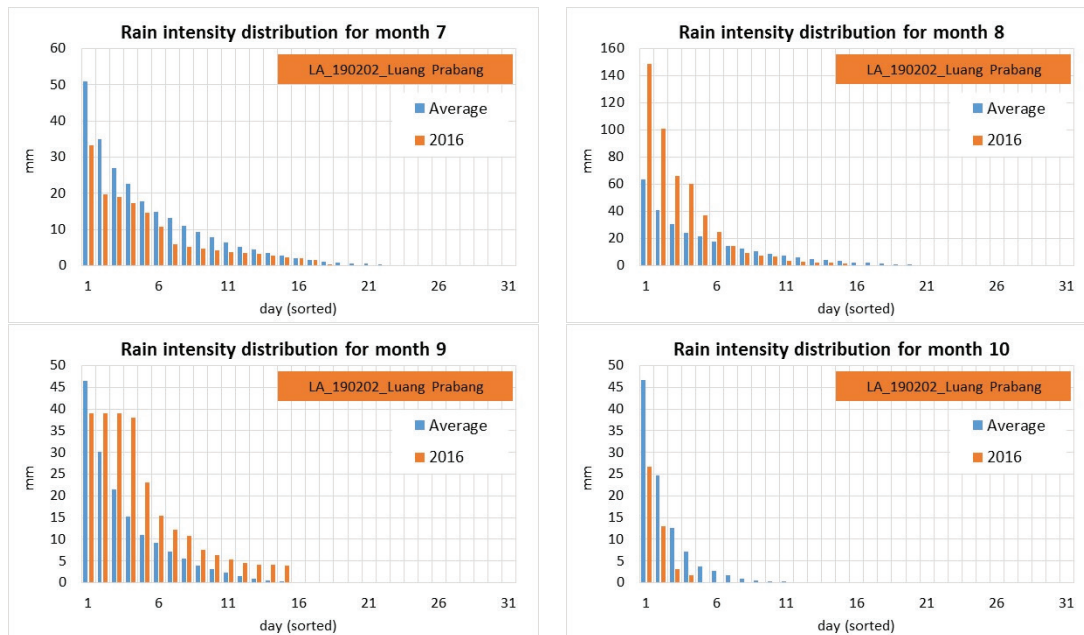 Rain intensity distribution for month 7
60
50
40
30
20
10
0
mm
LA_190202_Luang Prabang
Average
2016
1 6 11 16 21 26 31
day (sorted)
Rain intensity distribution for month 8
160
140
120
100
80
60
40
20
0
mm
LA_190202_Luang Prabang
Average
2016
1 6 11 16 21 26 31
day (sorted)
Rain intensity distribution for month 9
50
45
40
35
30
25
20
15
10
5
0
mm
LA_190202_Luang Prabang
Average
2016
1 6 11 16 21 26 31
day (sorted)
Rain intensity distribution for month 10
50
45
40
35
30
25
20
15
10
5
0
mm
LA_190202_Luang Prabang
Average
2016
1 6 11 16 21 26 31
day (sorted)